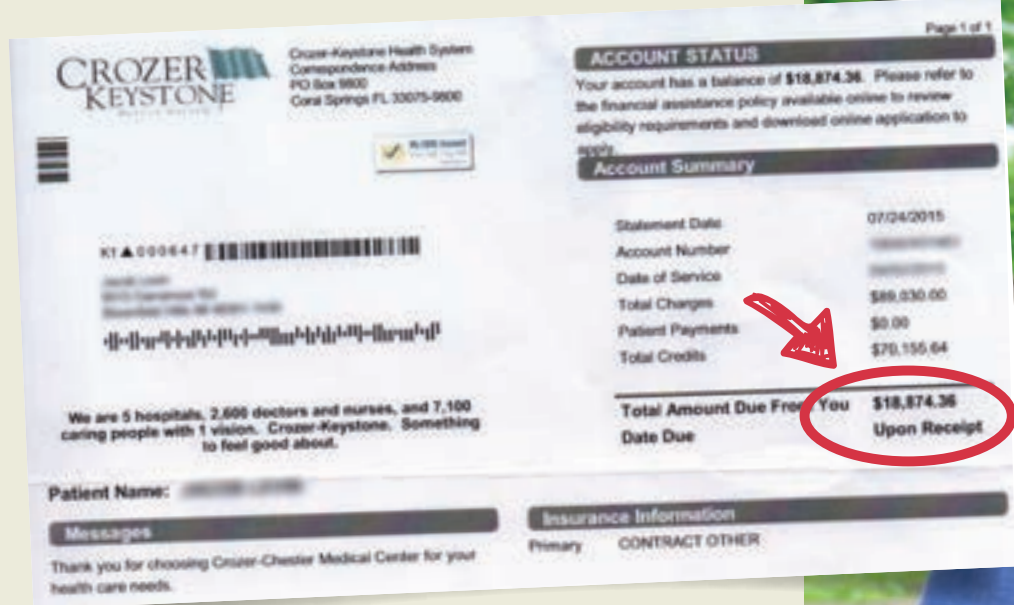 Page 1 of 1
CROZER
KEYSTONE
Crozer-Keystone Health System
Correspondence Address
PO Box 9800
Coral Springs FL 33075-9800
ACCOUNT STATUS
Your account has a balance of $18,874.36. Please refer to
the financial assistance policy available online to review
eligibility requirements and download online application to
apply.
Account Summary
Statement Date 07/24/2015
Account Number
Date of Service
Total Charges $89,030.00
Patient Payments $0.00
Total Credits $70,155.64
Total Amount Due From You $18,874.36
Date Due Upon Receipt
K1▲000647
We are 5 hospitals, 2,600 doctors and nurses, and 7,100
caring people with 1 vision. Crozer-Keystone. Something
to feel good about.
Patient Name:
Messages
Thank you for choosing Crozer-Chester Medical Center for your
health care needs.
Insurance Information
Primary CONTRACT OTHER